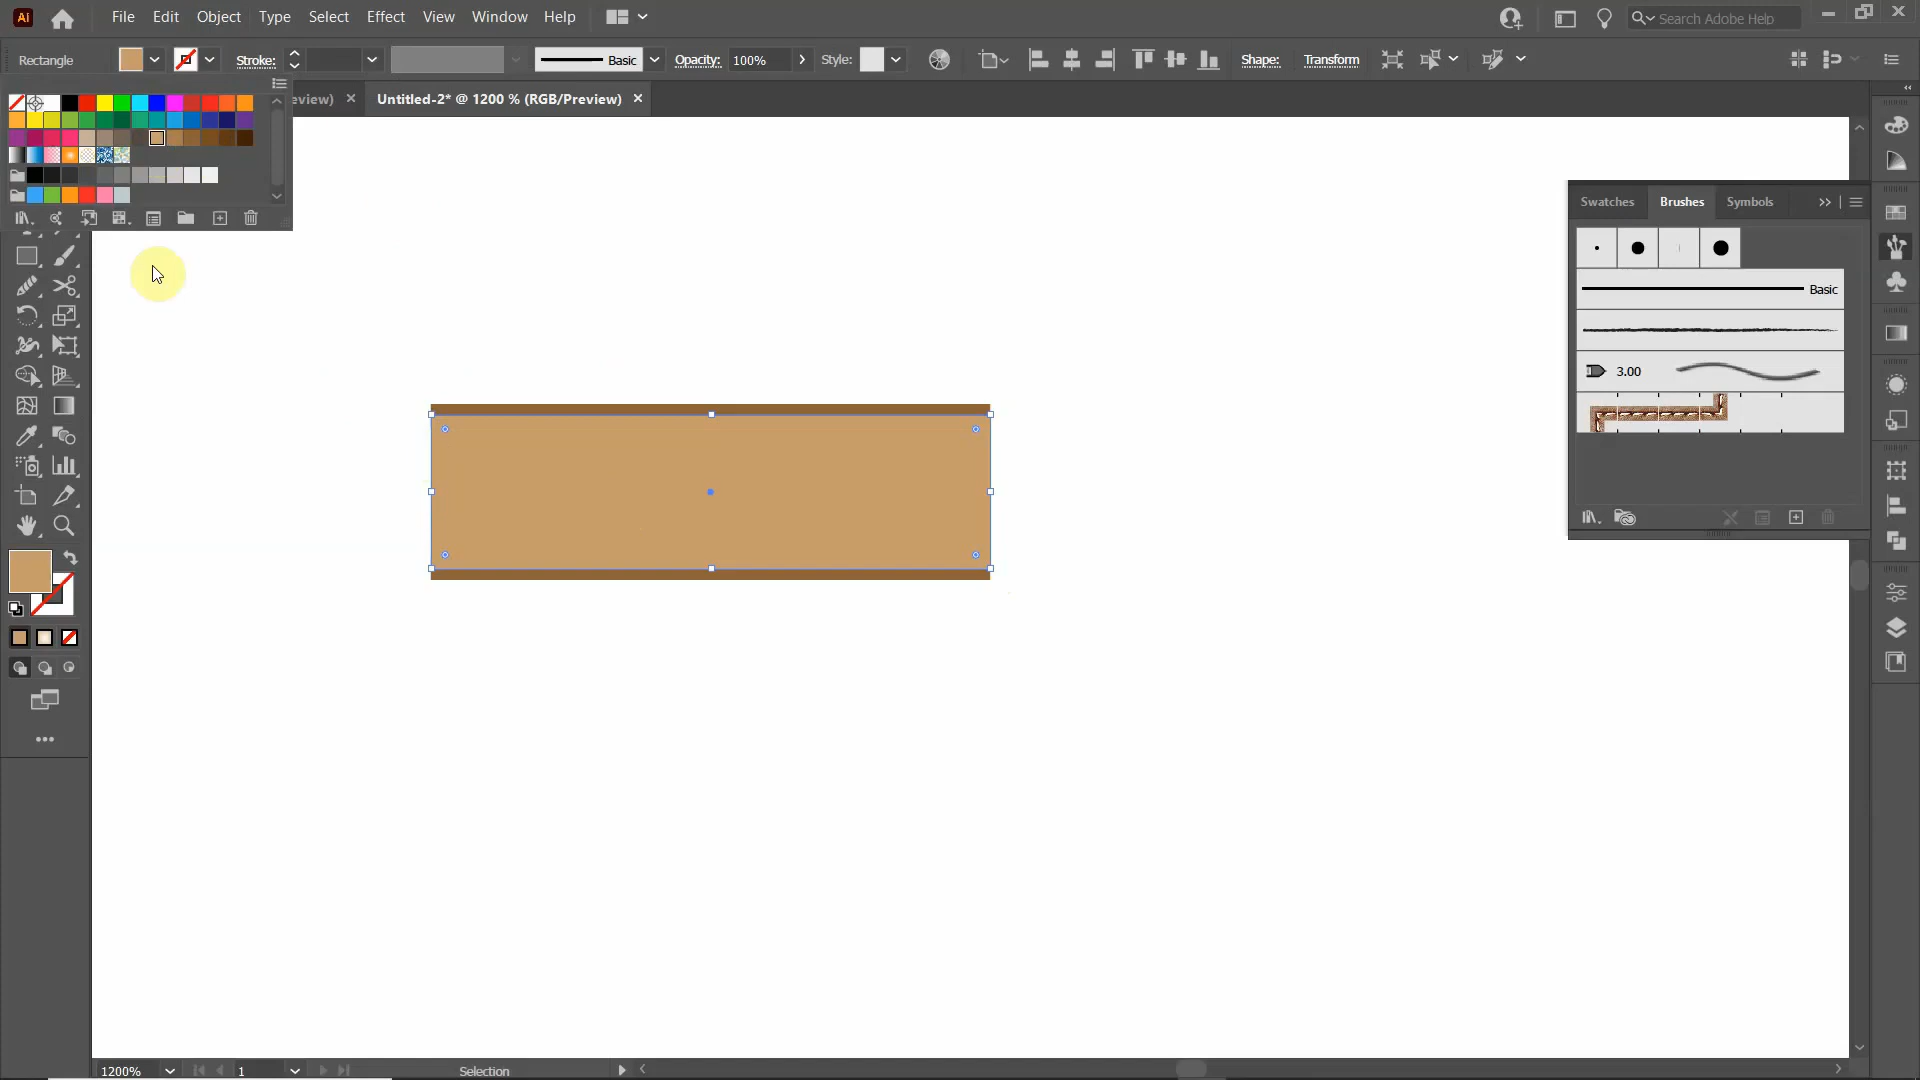 Ai File Edit Object Type Select Effect View Window Help Search Adobe Help
Rectangle Stroke: Basic Opacity: 100% Style: Shape: Transform
eview) × Untitled-2* @ 1200 % (RGB/Preview) ×
Swatches Brushes Symbols
Basic
3.00
1200% 1 Selection